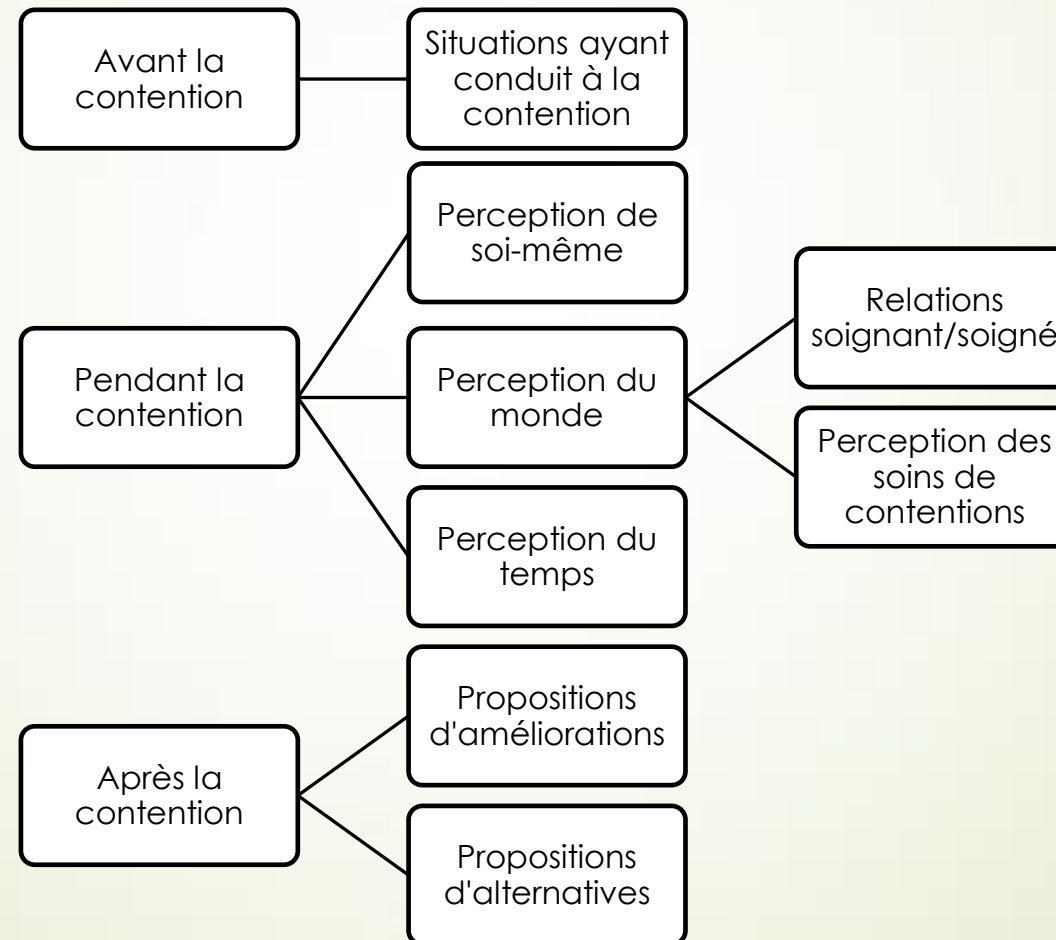 Avant la
contention
Situations ayant
conduit à la
contention
Pendant la
contention
Perception de
soi-même
Perception du
monde
Relations
soignant/soigné
Perception des
soins de
contentions
Perception du
temps
Après la
contention
Propositions
d'améliorations
Propositions
d'alternatives